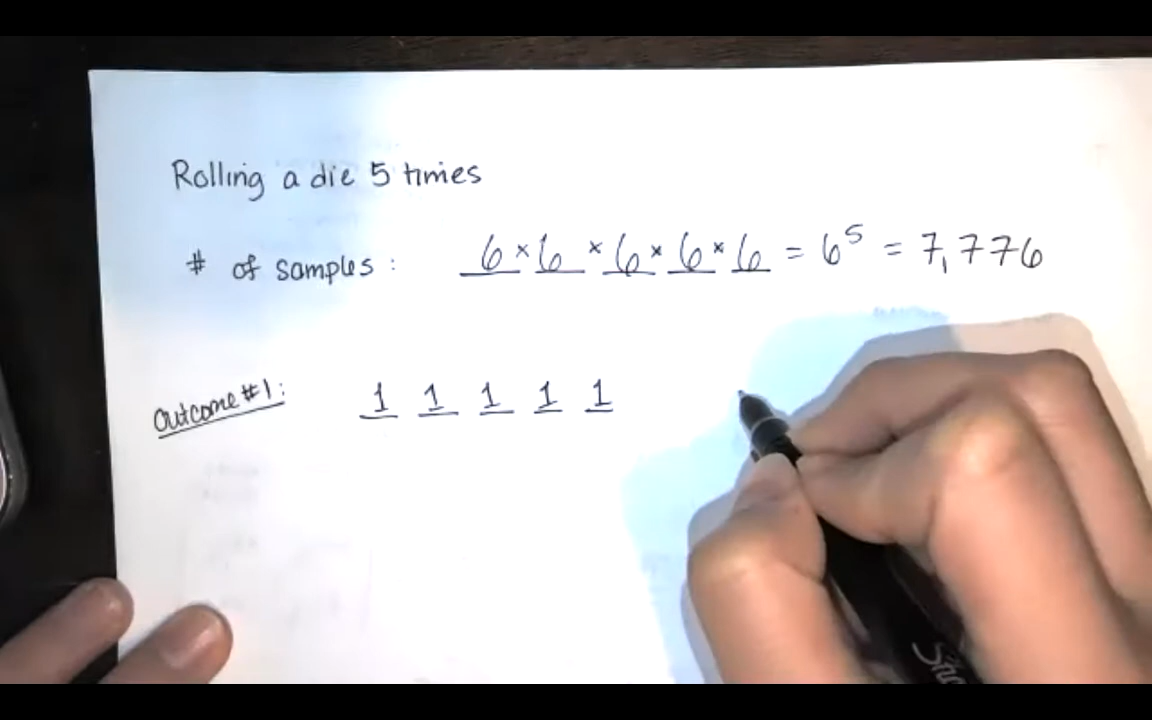 Rolling a die 5 times
# of samples : 6 × 6 × 6 × 6 × 6 = 6⁵ = 7,776
Outcome #1: 1 1 1 1 1